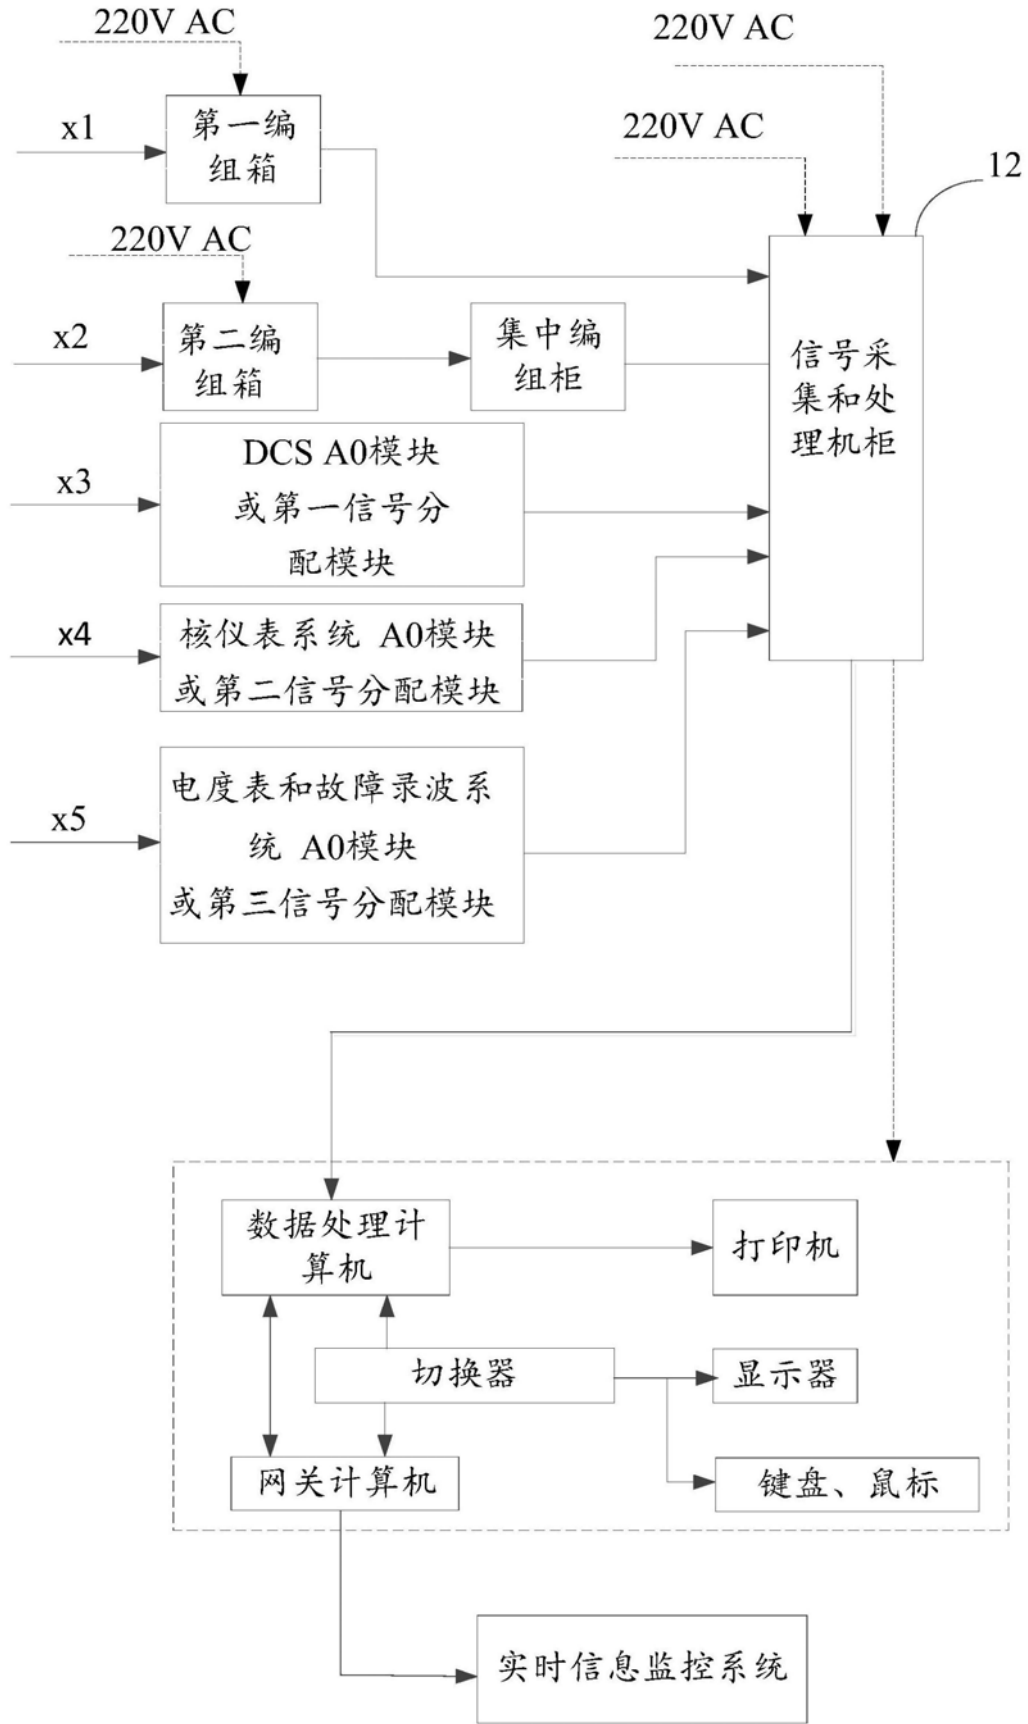 220V AC
220V AC
x1
第一编
组箱
220V AC
12
220V AC
x2
第二编
组箱
集中编
组柜
信号采
集和处
理机柜
x3
DCS A0模块
或第一信号分
配模块
x4
核仪表系统 A0模块
或第二信号分配模块
x5
电度表和故障录波系
统 A0模块
或第三信号分配模块
数据处理计
算机
打印机
切换器
显示器
网关计算机
键盘、鼠标
实时信息监控系统